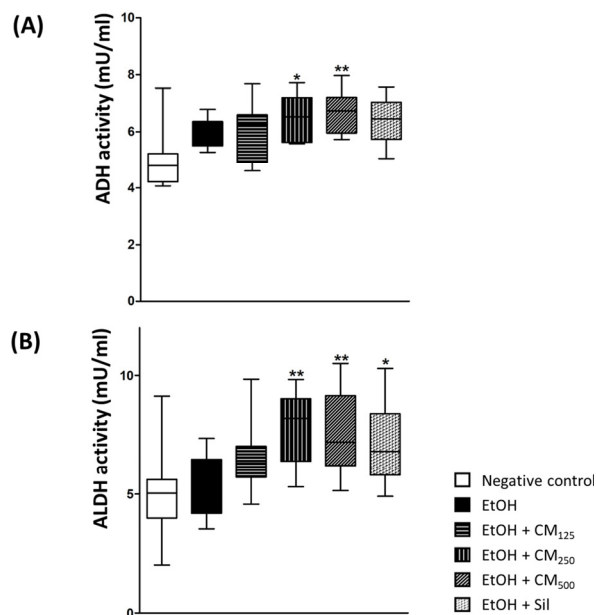 (A)
ADH activity (mU/ml)
10
8
6
4
2
0
*
**
(B)
ALDH activity (mU/ml)
10
5
0
**
**
*
Negative control
EtOH
EtOH + CM₁₂₅
EtOH + CM₂₅₀
EtOH + CM₅₀₀
EtOH + Sil